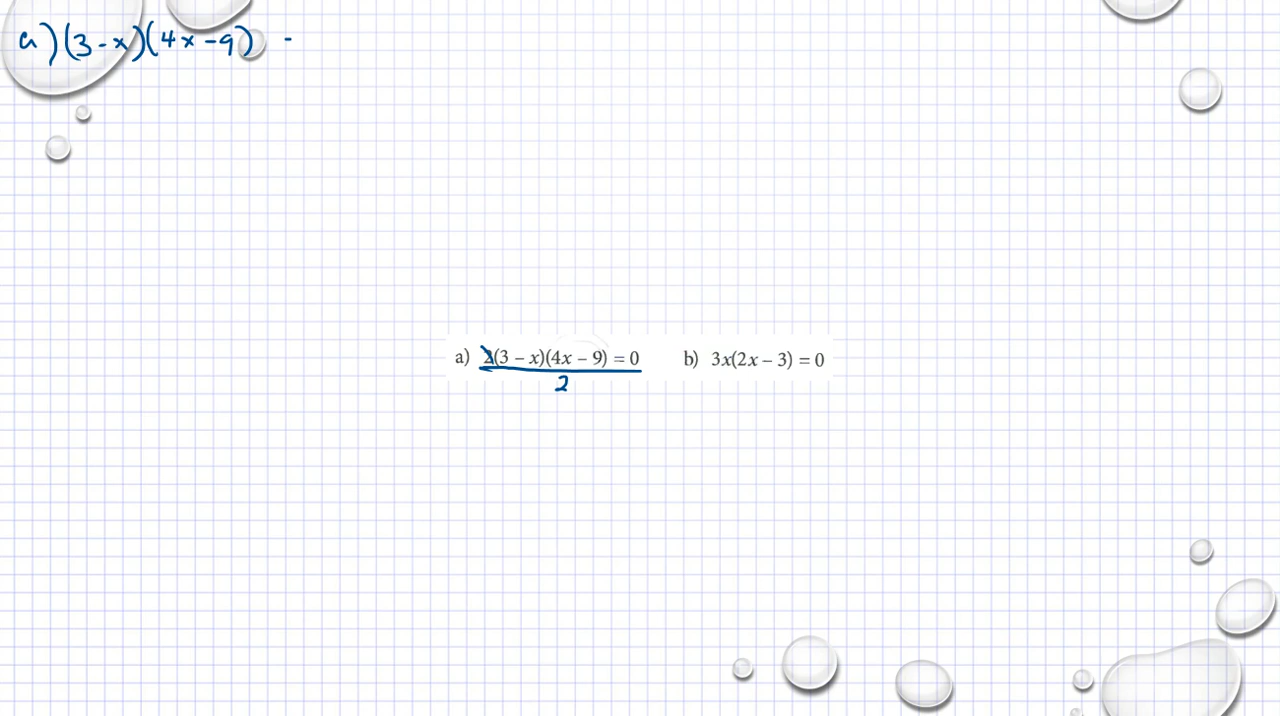 a) (3-x)(4x-9) -
a) 2(3 – x)(4x – 9) = 0 b) 3x(2x – 3) = 0
2